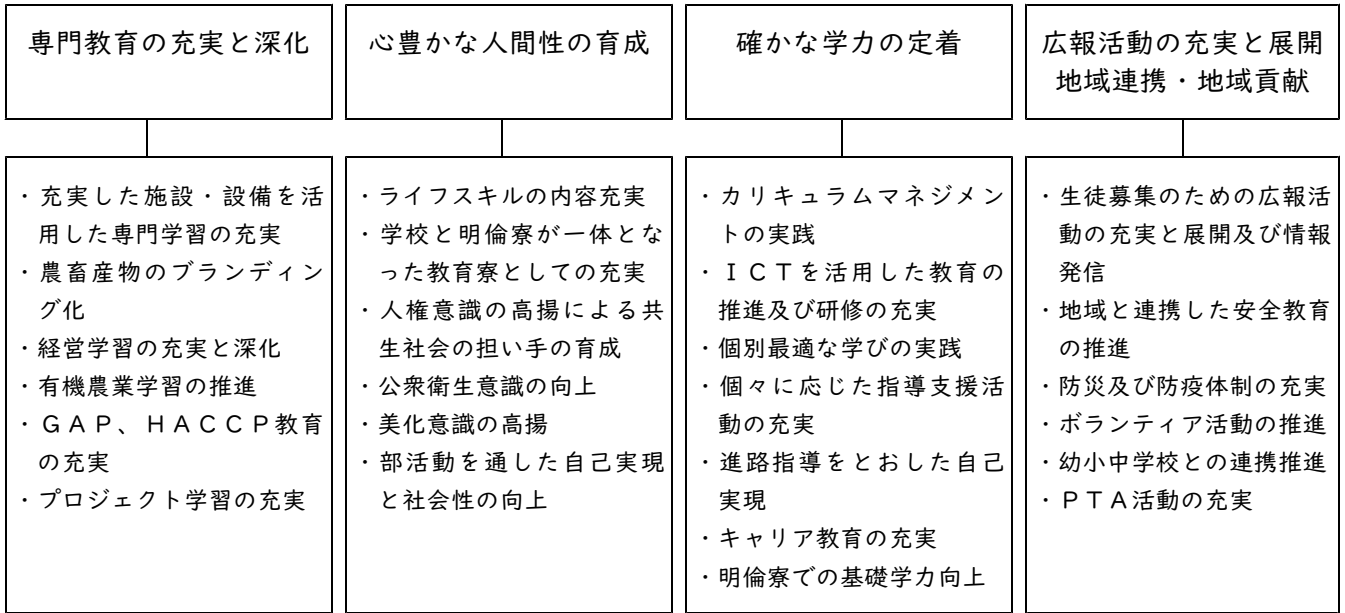 専門教育の充実と深化
・充実した施設・設備を活
用した専門学習の充実
・農畜産物のブランディン
グ化
・経営学習の充実と深化
・有機農業学習の推進
・ＧＡＰ、ＨＡＣＣＰ教育
の充実
・プロジェクト学習の充実
心豊かな人間性の育成
・ライフスキルの内容充実
・学校と明倫寮が一体とな
った教育寮としての充実
・人権意識の高揚による共
生社会の担い手の育成
・公衆衛生意識の向上
・美化意識の高揚
・部活動を通した自己実現
と社会性の向上
確かな学力の定着
・カリキュラムマネジメン
トの実践
・ＩＣＴを活用した教育の
推進及び研修の充実
・個別最適な学びの実践
・個々に応じた指導支援活
動の充実
・進路指導をとおした自己
実現
・キャリア教育の充実
・明倫寮での基礎学力向上
広報活動の充実と展開
地域連携・地域貢献
・生徒募集のための広報活
動の充実と展開及び情報
発信
・地域と連携した安全教育
の推進
・防災及び防疫体制の充実
・ボランティア活動の推進
・幼小中学校との連携推進
・ＰＴＡ活動の充実